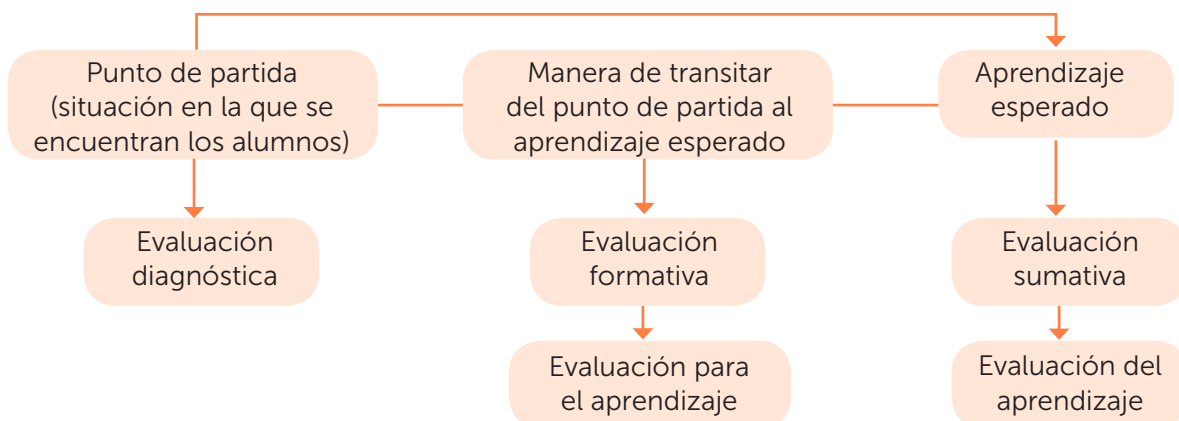 Punto de partida
(situación en la que se
encuentran los alumnos)
Manera de transitar
del punto de partida al
aprendizaje esperado
Aprendizaje
esperado
Evaluación
diagnóstica
Evaluación
formativa
Evaluación
sumativa
Evaluación para
el aprendizaje
Evaluación del
aprendizaje